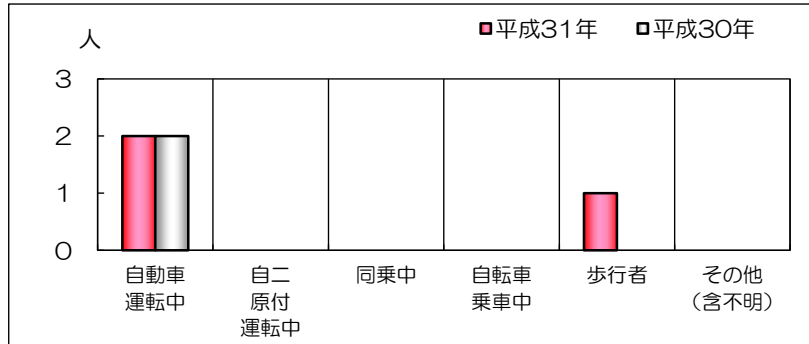 人
平成31年 平成30年
3
2
1
0
自動車
運転中
自二
原付
運転中
同乗中
自転車
乗車中
歩行者
その他
(含不明)